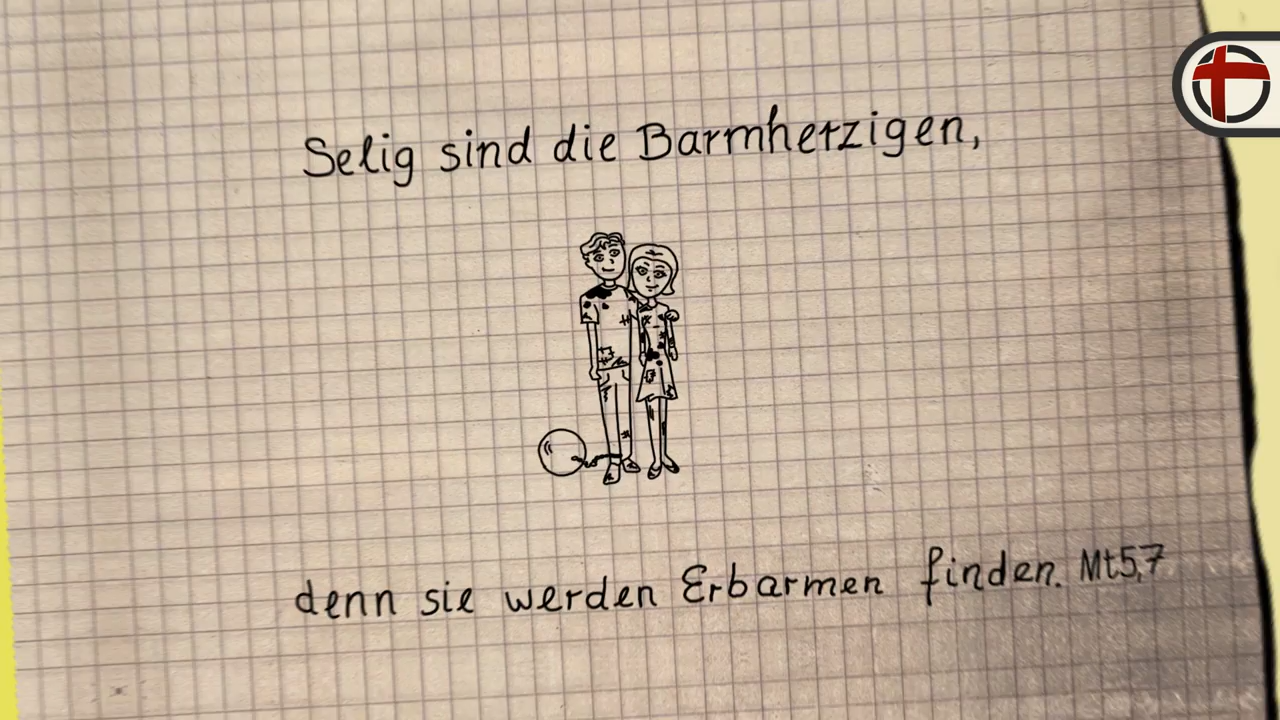 Selig sind die Barmherzigen,
denn sie werden Erbarmen finden. Mt5,7